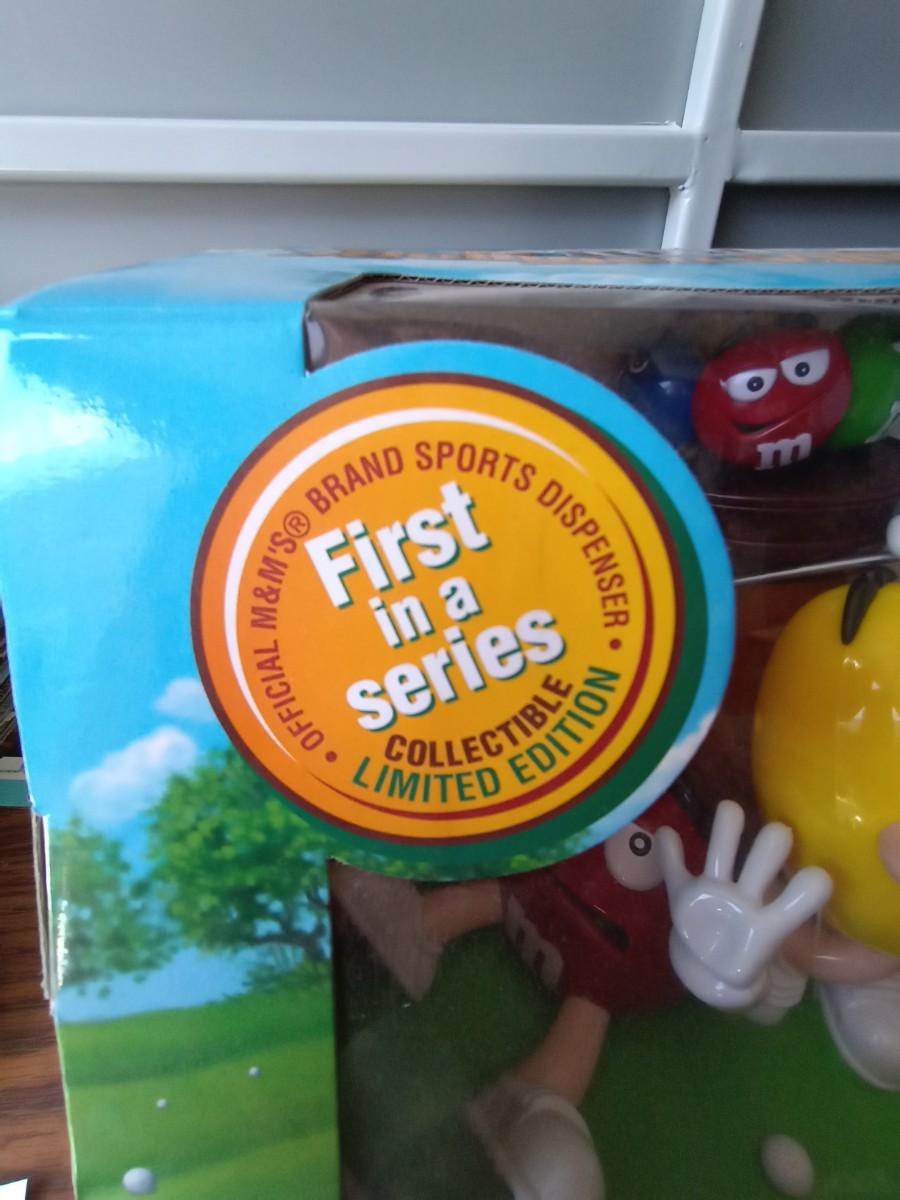 OFFICIAL M&M'S® BRAND SPORTS DISPENSER
First
in a
series
COLLECTIBLE
LIMITED EDITION
m
m